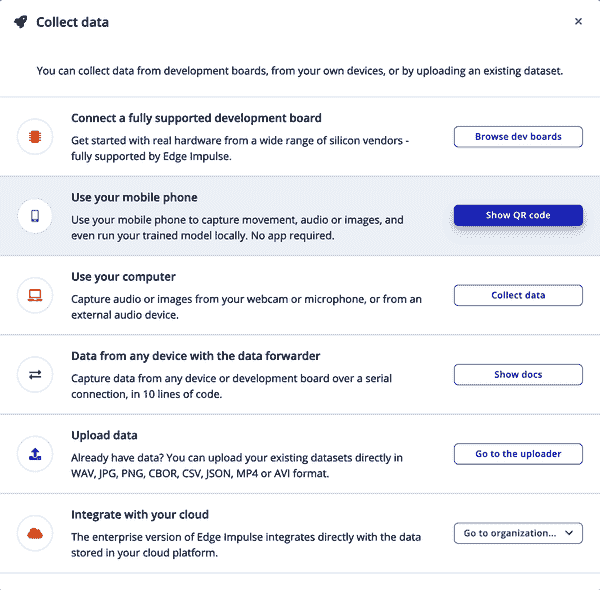 Collect data
×
You can collect data from development boards, from your own devices, or by uploading an existing dataset.
Connect a fully supported development board
Get started with real hardware from a wide range of silicon vendors -
fully supported by Edge Impulse.
Browse dev boards
Use your mobile phone
Use your mobile phone to capture movement, audio or images, and
even run your trained model locally. No app required.
Show QR code
Use your computer
Capture audio or images from your webcam or microphone, or from an
external audio device.
Collect data
Data from any device with the data forwarder
Capture data from any device or development board over a serial
connection, in 10 lines of code.
Show docs
Upload data
Already have data? You can upload your existing datasets directly in
WAV, JPG, PNG, CBOR, CSV, JSON, MP4 or AVI format.
Go to the uploader
Integrate with your cloud
The enterprise version of Edge Impulse integrates directly with the data
stored in your cloud platform.
Go to organization...